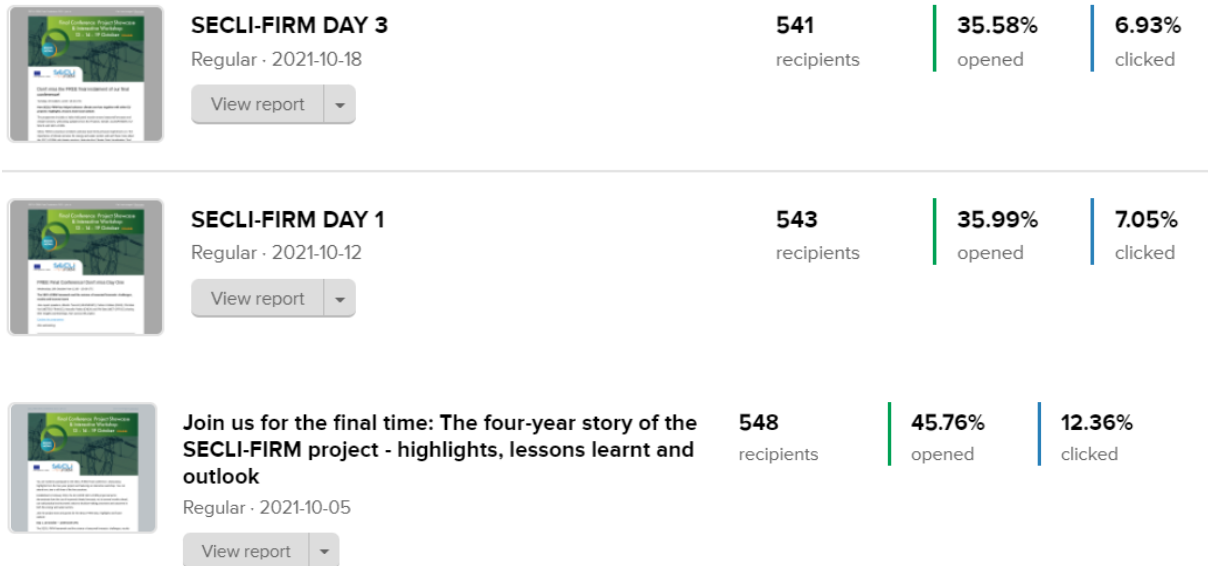 SECLI-FIRM DAY 3
Regular · 2021-10-18
View report
541
recipients
35.58%
opened
6.93%
clicked
SECLI-FIRM DAY 1
Regular · 2021-10-12
View report
543
recipients
35.99%
opened
7.05%
clicked
Join us for the final time: The four-year story of the
SECLI-FIRM project - highlights, lessons learnt and
outlook
Regular · 2021-10-05
View report
548
recipients
45.76%
opened
12.36%
clicked